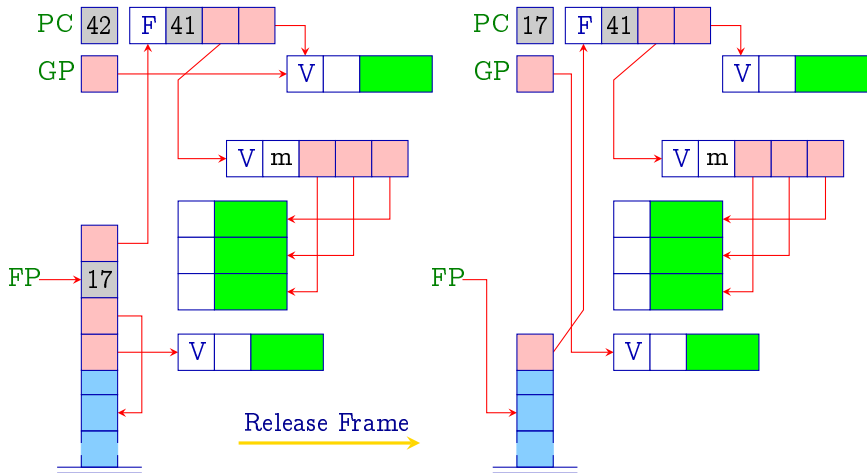 PC 42 F 41 PC 17 F 41
GP V GP V
V m V m
FP 17 FP
V V
Release Frame